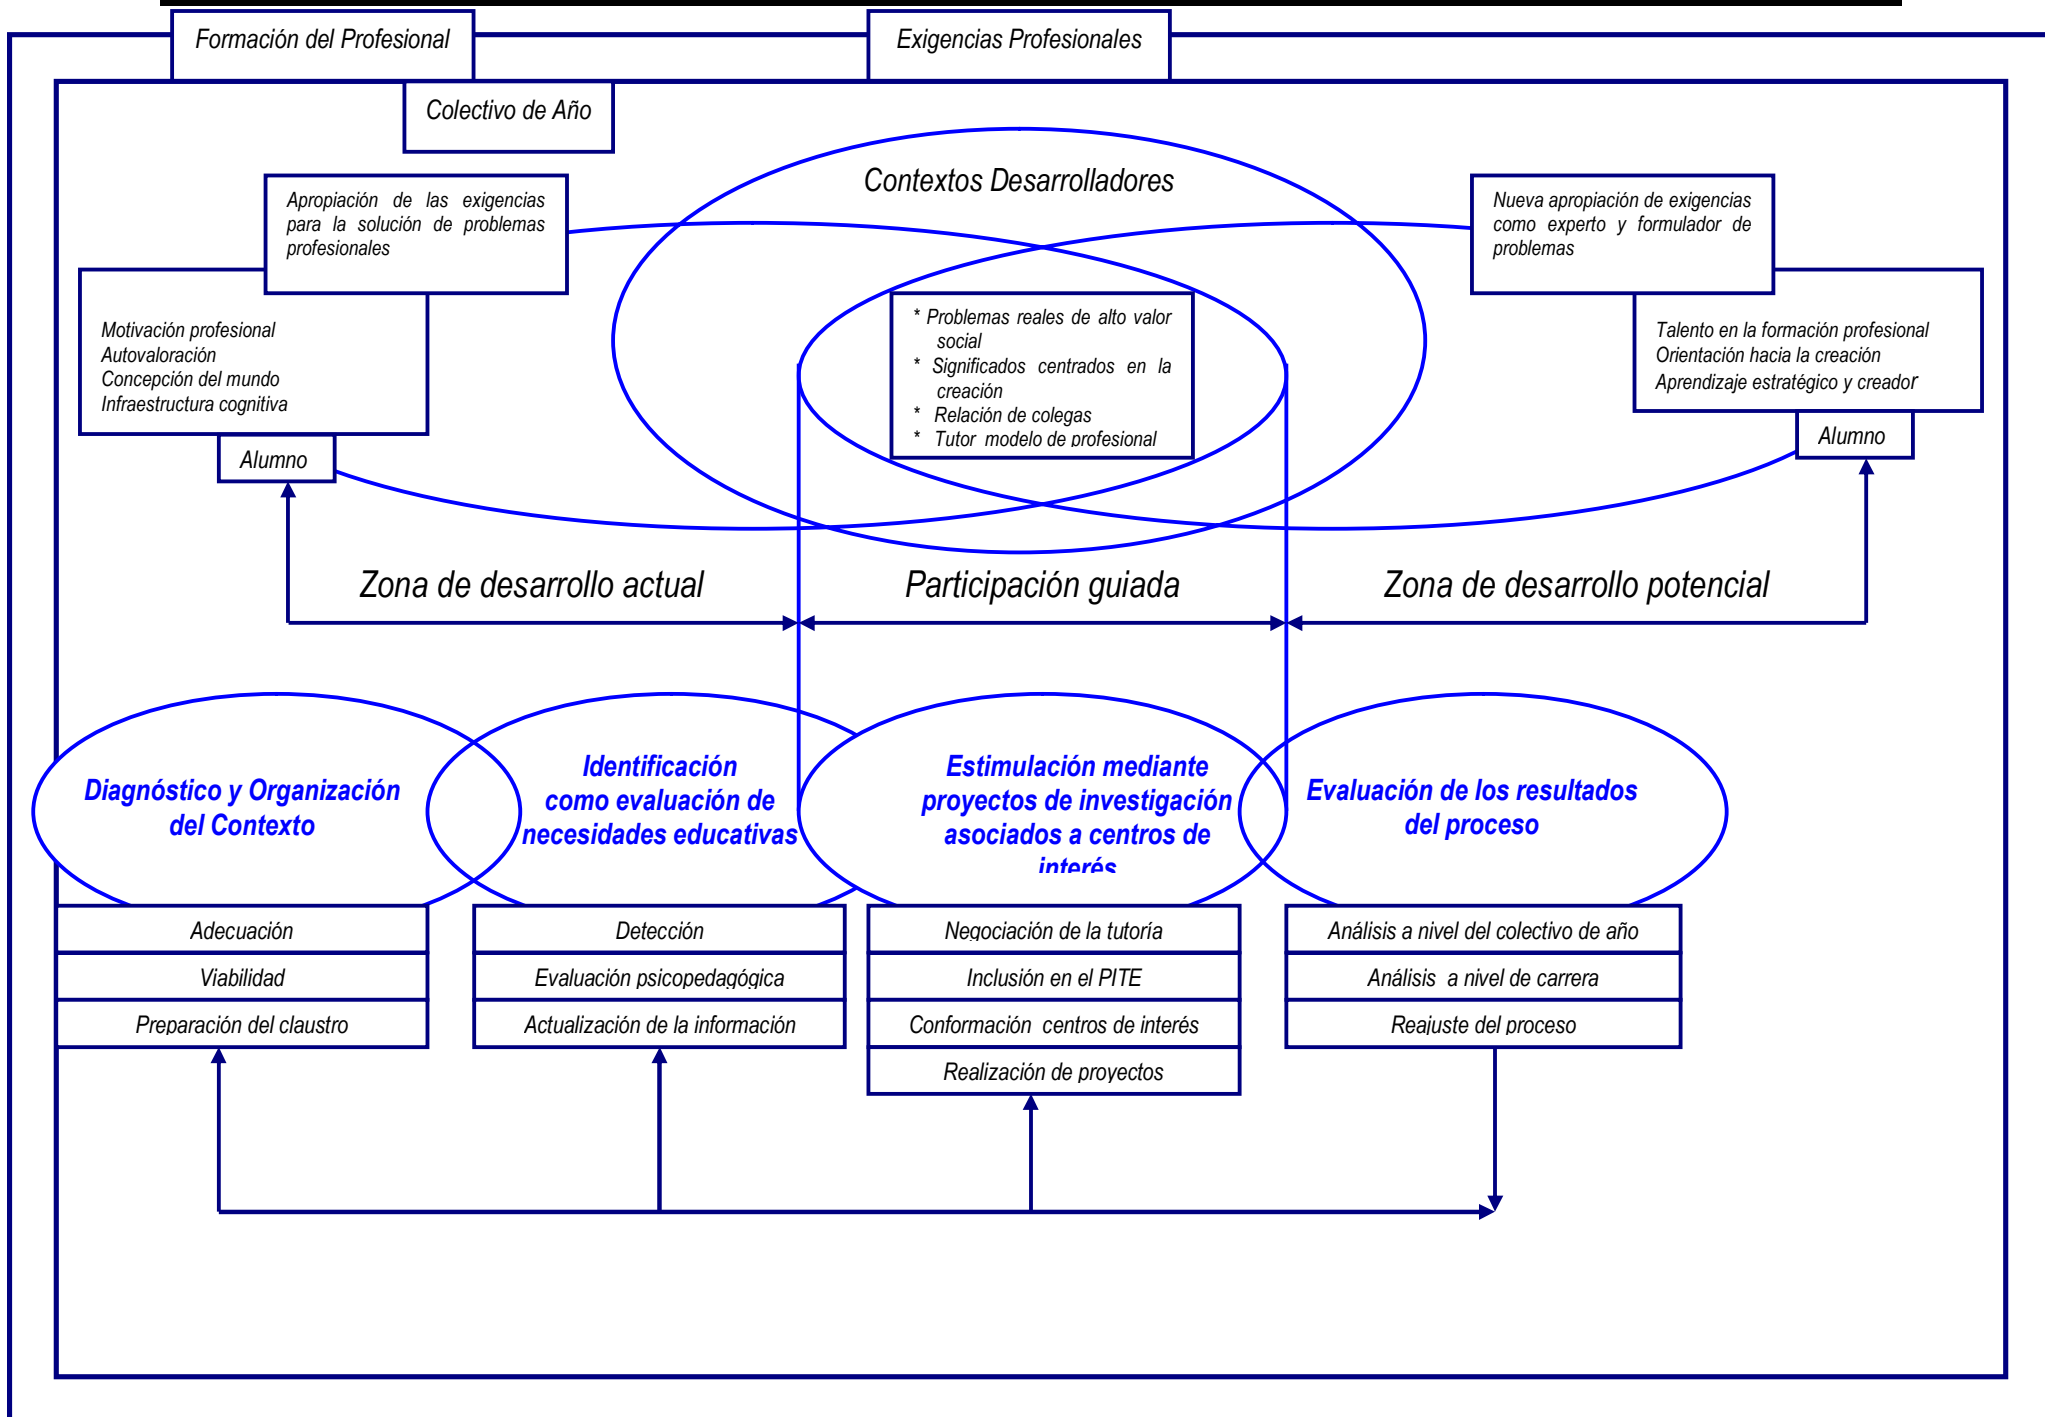 Formación del Profesional
Exigencias Profesionales
Colectivo de Año
Contextos Desarrolladores
Apropiación de las exigencias
para la solución de problemas
profesionales
Nueva apropiación de exigencias
como experto y formulador de
problemas
Motivación profesional
Autovaloración
Concepción del mundo
Infraestructura cognitiva
* Problemas reales de alto valor
social
* Significados centrados en la
creación
* Relación de colegas
* Tutor modelo de profesional
Talento en la formación profesional
Orientación hacia la creación
Aprendizaje estratégico y creador
Alumno
Alumno
Zona de desarrollo actual
Participación guiada
Zona de desarrollo potencial
Diagnóstico y Organización
del Contexto
Identificación
como evaluación de
necesidades educativas
Estimulación mediante
proyectos de investigación
asociados a centros de
interés
Evaluación de los resultados
del proceso
Adecuación
Viabilidad
Preparación del claustro
Detección
Evaluación psicopedagógica
Actualización de la información
Negociación de la tutoría
Inclusión en el PITE
Conformación centros de interés
Realización de proyectos
Análisis a nivel del colectivo de año
Análisis a nivel de carrera
Reajuste del proceso